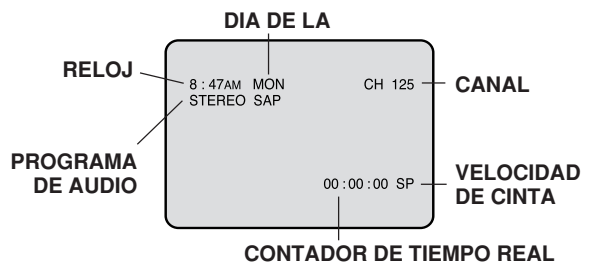 DIA DE LA
RELOJ
8 : 47AM MON
CH 125
CANAL
STEREO SAP
PROGRAMA
DE AUDIO
00 : 00 : 00 SP
VELOCIDAD
DE CINTA
CONTADOR DE TIEMPO REAL